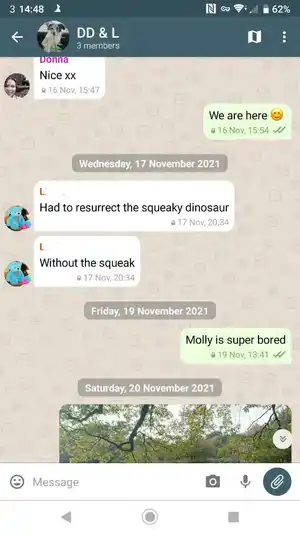 3 14:48 62%
DD & L
3 members
Donna
Nice xx
16 Nov, 15:47
We are here 😊
16 Nov, 15:54
Wednesday, 17 November 2021
L
Had to resurrect the squeaky dinosaur
17 Nov, 20:34
L
Without the squeak
17 Nov, 20:34
Friday, 19 November 2021
Molly is super bored
19 Nov, 13:41
Saturday, 20 November 2021
Message